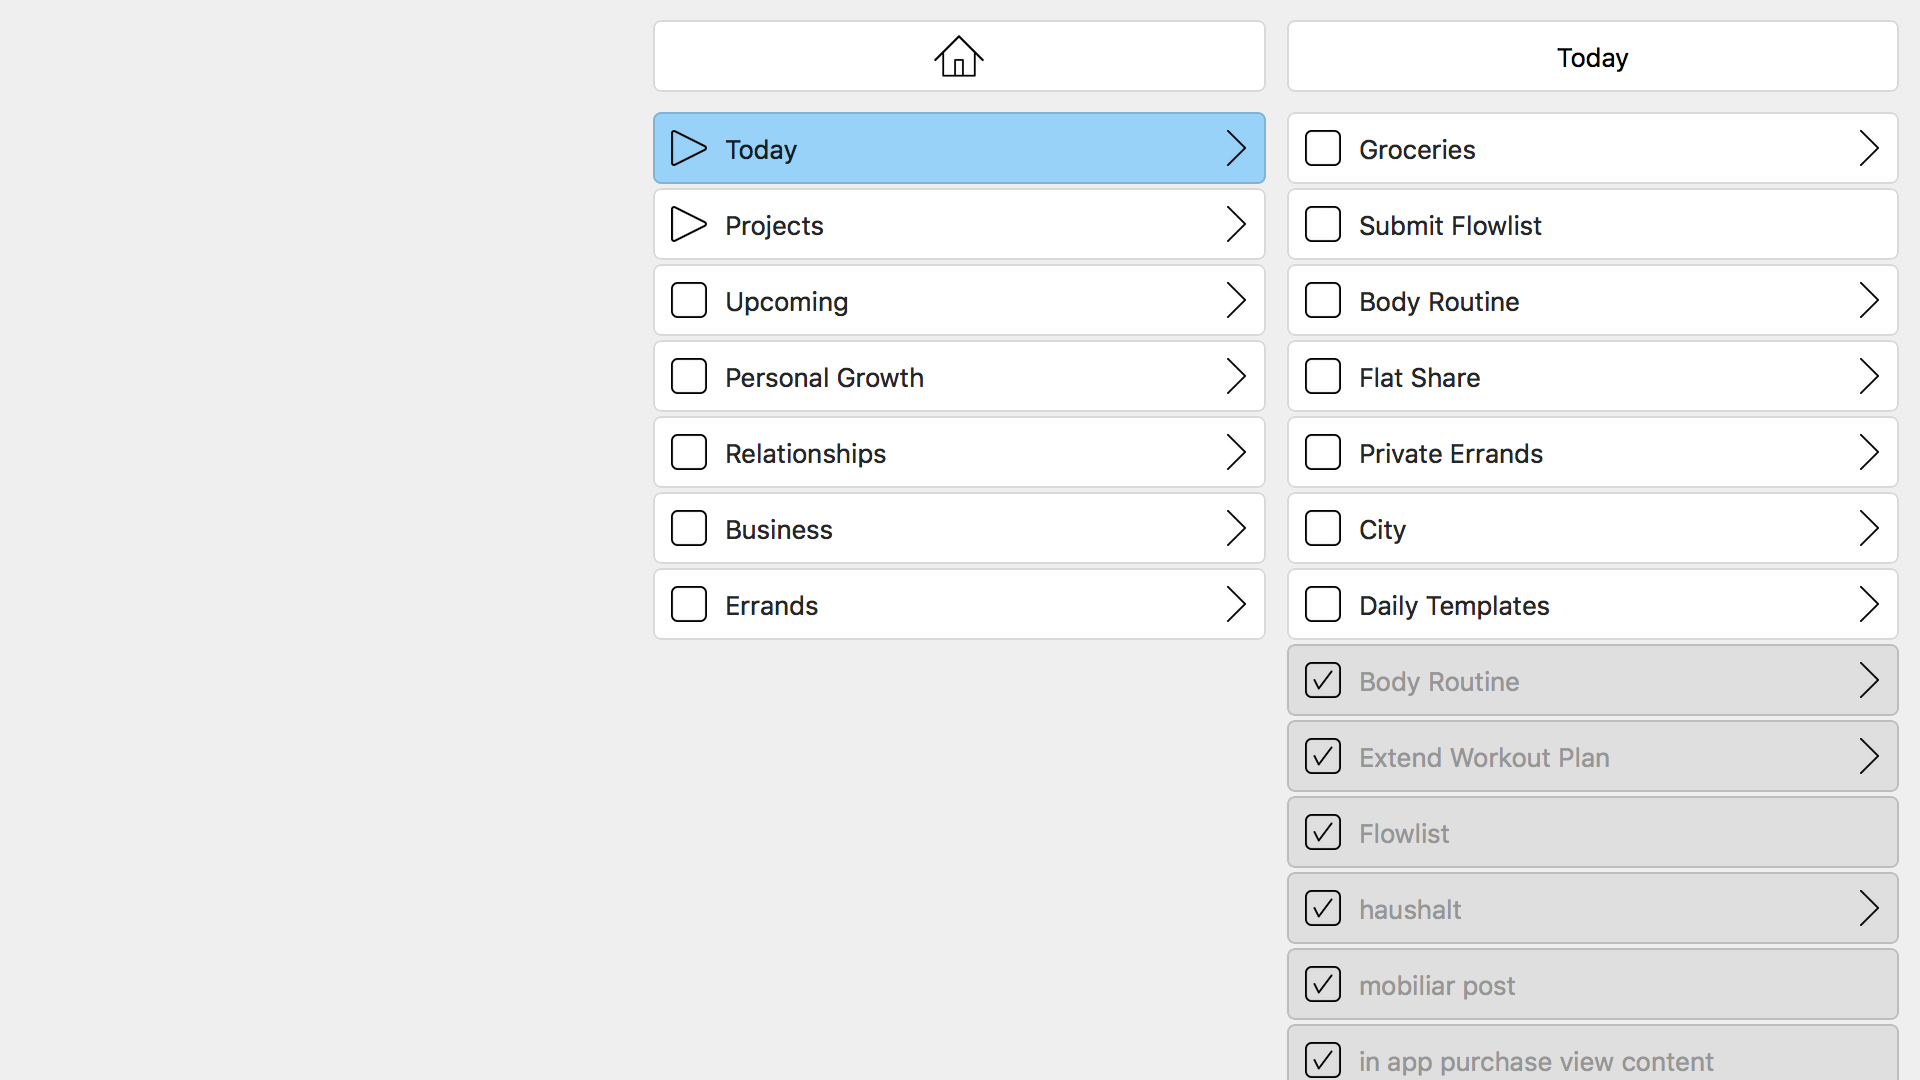 Today
Projects
Upcoming
Personal Growth
Relationships
Business
Errands
Today
Groceries
Submit Flowlist
Body Routine
Flat Share
Private Errands
City
Daily Templates
Body Routine
Extend Workout Plan
Flowlist
haushalt
mobiliar post
in app purchase view content